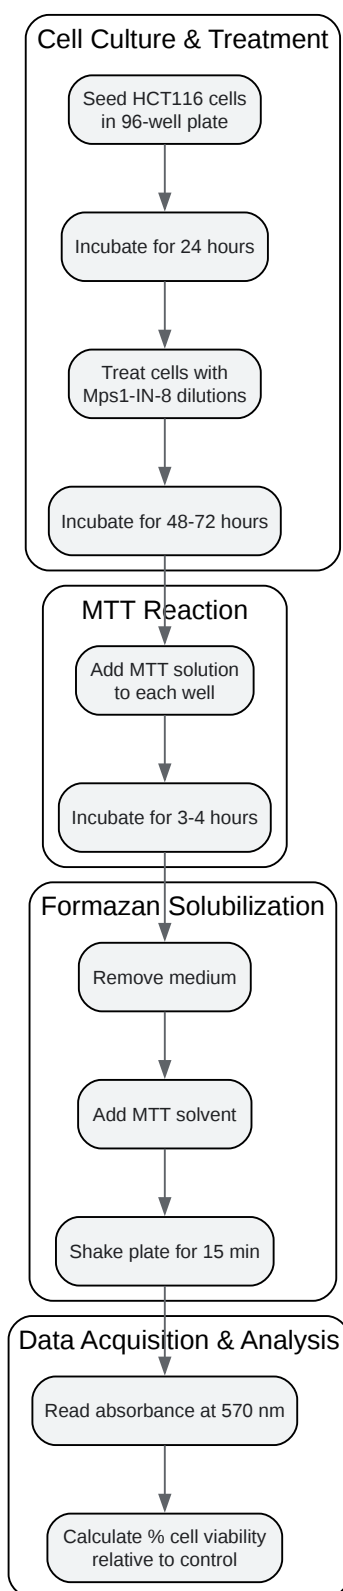 Cell Culture & Treatment
Seed HCT116 cells
in 96-well plate
Incubate for 24 hours
Treat cells with
Mps1-IN-8 dilutions
Incubate for 48-72 hours
MTT Reaction
Add MTT solution
to each well
Incubate for 3-4 hours
Formazan Solubilization
Remove medium
Add MTT solvent
Shake plate for 15 min
Data Acquisition & Analysis
Read absorbance at 570 nm
Calculate % cell viability
relative to control